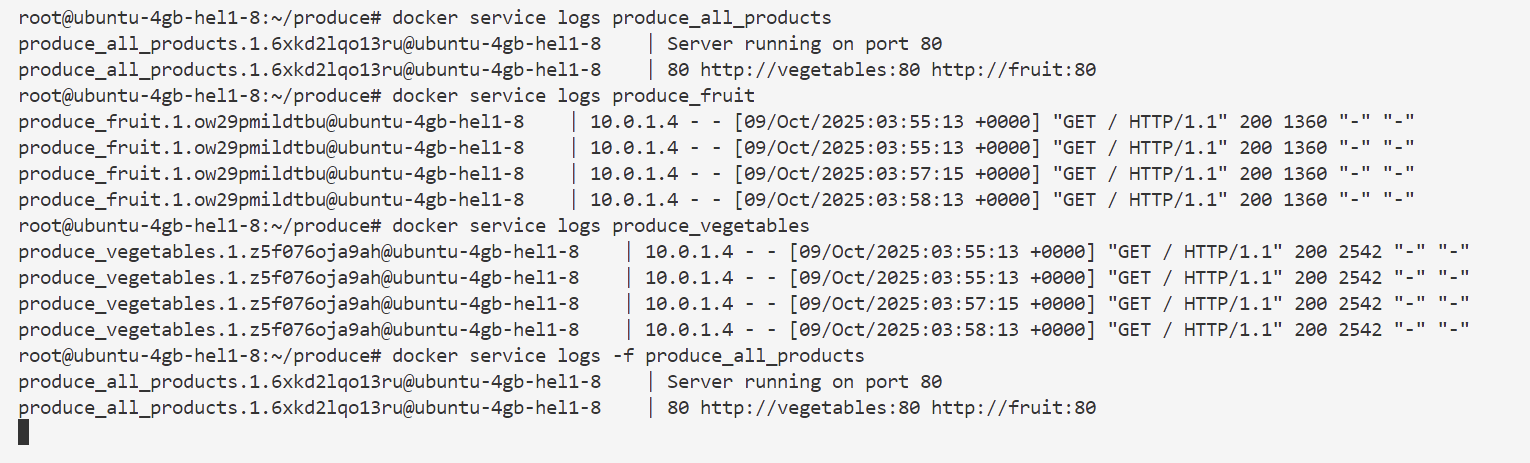 root@ubuntu-4gb-hel1-8:~/produce# docker service logs produce_all_products
produce_all_products.1.6xkd2lqo13ru@ubuntu-4gb-hel1-8    | Server running on port 80
produce_all_products.1.6xkd2lqo13ru@ubuntu-4gb-hel1-8    | 80 http://vegetables:80 http://fruit:80
root@ubuntu-4gb-hel1-8:~/produce# docker service logs produce_fruit
produce_fruit.1.ow29pmildtbu@ubuntu-4gb-hel1-8    | 10.0.1.4 - - [09/Oct/2025:03:55:13 +0000] "GET / HTTP/1.1" 200 1360 "-" "-"
produce_fruit.1.ow29pmildtbu@ubuntu-4gb-hel1-8    | 10.0.1.4 - - [09/Oct/2025:03:55:13 +0000] "GET / HTTP/1.1" 200 1360 "-" "-"
produce_fruit.1.ow29pmildtbu@ubuntu-4gb-hel1-8    | 10.0.1.4 - - [09/Oct/2025:03:57:15 +0000] "GET / HTTP/1.1" 200 1360 "-" "-"
produce_fruit.1.ow29pmildtbu@ubuntu-4gb-hel1-8    | 10.0.1.4 - - [09/Oct/2025:03:58:13 +0000] "GET / HTTP/1.1" 200 1360 "-" "-"
root@ubuntu-4gb-hel1-8:~/produce# docker service logs produce_vegetables
produce_vegetables.1.z5f076oja9ah@ubuntu-4gb-hel1-8    | 10.0.1.4 - - [09/Oct/2025:03:55:13 +0000] "GET / HTTP/1.1" 200 2542 "-" "-"
produce_vegetables.1.z5f076oja9ah@ubuntu-4gb-hel1-8    | 10.0.1.4 - - [09/Oct/2025:03:55:13 +0000] "GET / HTTP/1.1" 200 2542 "-" "-"
produce_vegetables.1.z5f076oja9ah@ubuntu-4gb-hel1-8    | 10.0.1.4 - - [09/Oct/2025:03:57:15 +0000] "GET / HTTP/1.1" 200 2542 "-" "-"
produce_vegetables.1.z5f076oja9ah@ubuntu-4gb-hel1-8    | 10.0.1.4 - - [09/Oct/2025:03:58:13 +0000] "GET / HTTP/1.1" 200 2542 "-" "-"
root@ubuntu-4gb-hel1-8:~/produce# docker service logs -f produce_all_products
produce_all_products.1.6xkd2lqo13ru@ubuntu-4gb-hel1-8    | Server running on port 80
produce_all_products.1.6xkd2lqo13ru@ubuntu-4gb-hel1-8    | 80 http://vegetables:80 http://fruit:80